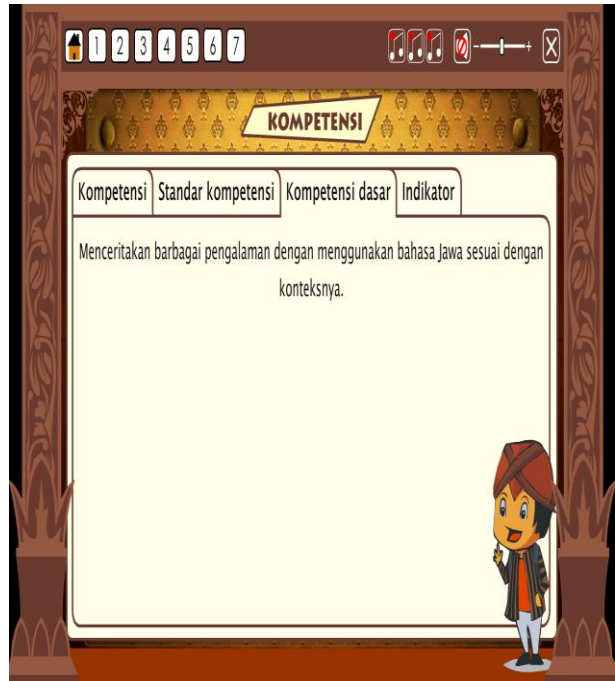 1 2 3 4 5 6 7
KOMPETENSI
Kompetensi Standar kompetensi Kompetensi dasar Indikator
Menceritakan barbagai pengalaman dengan menggunakan bahasa Jawa sesuai dengan
konteksnya.